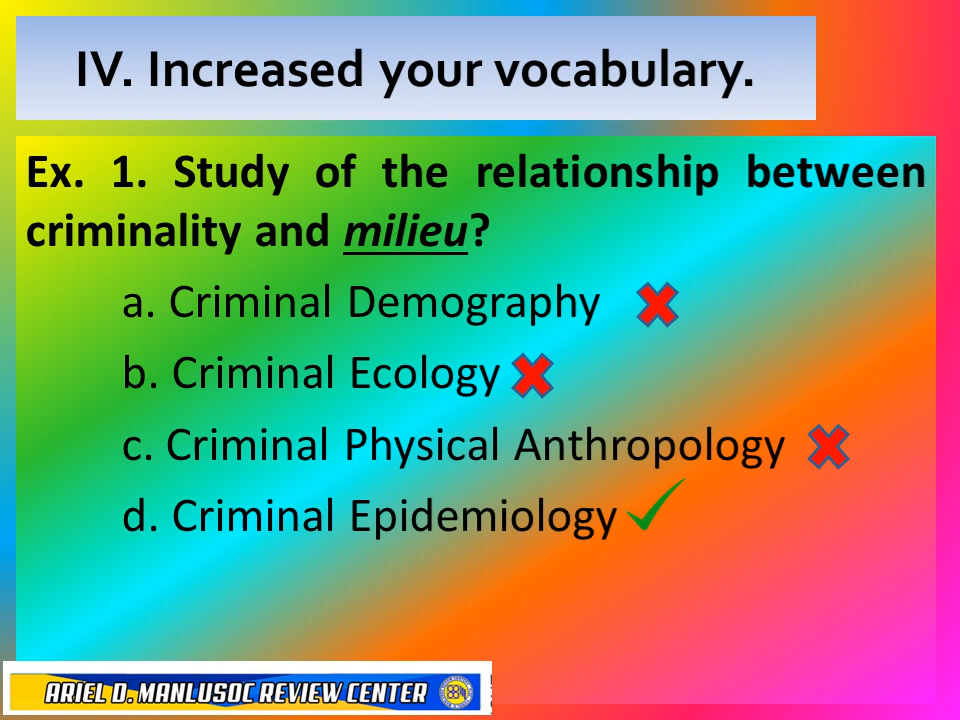 IV. Increased your vocabulary.
Ex. 1. Study of the relationship between
criminality and milieu?
a. Criminal Demography
b. Criminal Ecology
c. Criminal Physical Anthropology
d. Criminal Epidemiology
ARIEL D. MANLUSOC REVIEW CENTER